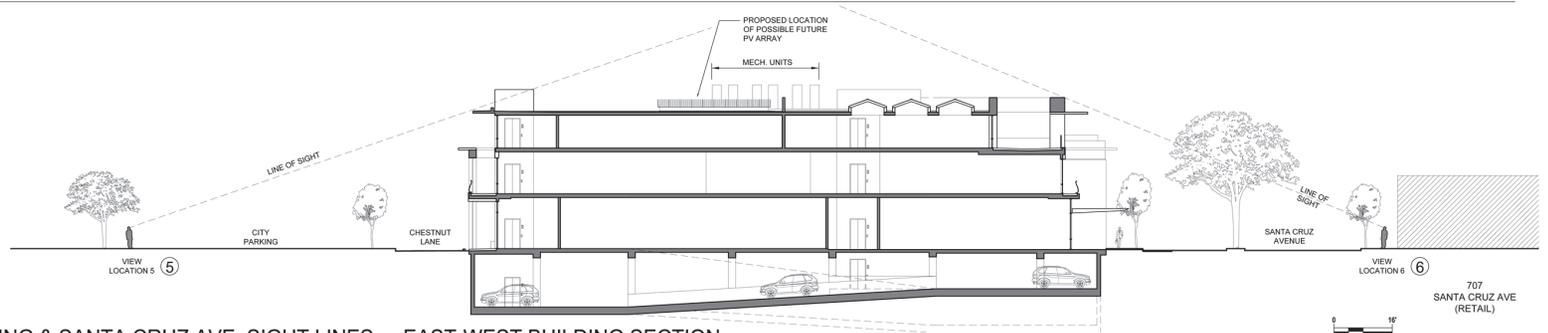 PROPOSED LOCATION
OF POSSIBLE FUTURE
PV ARRAY
MECH. UNITS
LINE OF SIGHT
LINE OF
SIGHT
CITY
PARKING
CHESTNUT
LANE
SANTA CRUZ
AVENUE
VIEW
LOCATION 5
5
VIEW
LOCATION 6
6
707
SANTA CRUZ AVE
(RETAIL)
0 16'
& SANTA CRUZ AVE. SIGHT LINES - EAST-WEST BUILDING SECTION